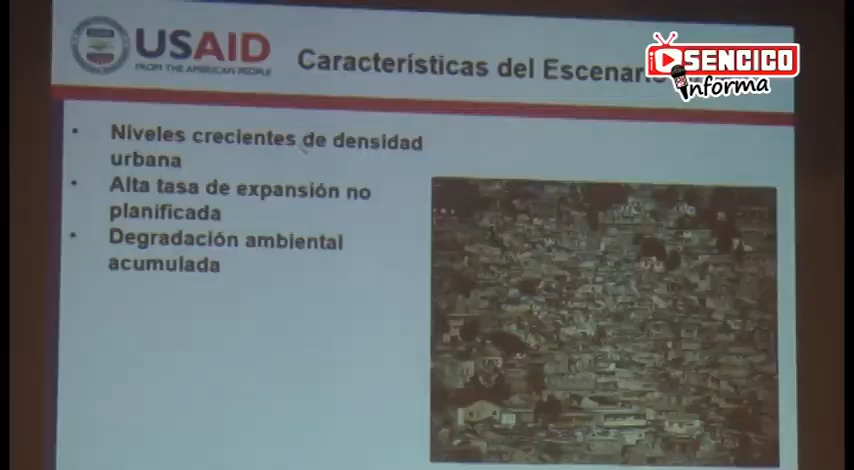 USAID
FROM THE AMERICAN PEOPLE
Características del Escenario
SENCICO
informa
• Niveles crecientes de densidad
urbana
• Alta tasa de expansión no
planificada
• Degradación ambiental
acumulada